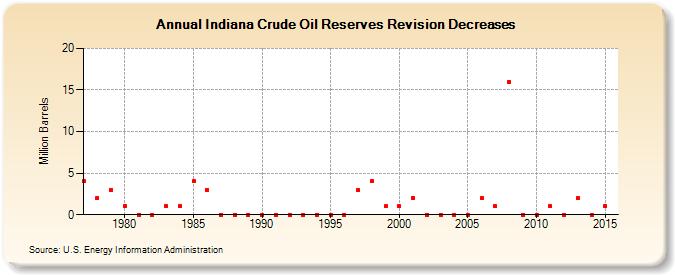 Annual Indiana Crude Oil Reserves Revision Decreases
Million Barrels
20
15
10
5
0
1980 1985 1990 1995 2000 2005 2010 2015
Source: U.S. Energy Information Administration